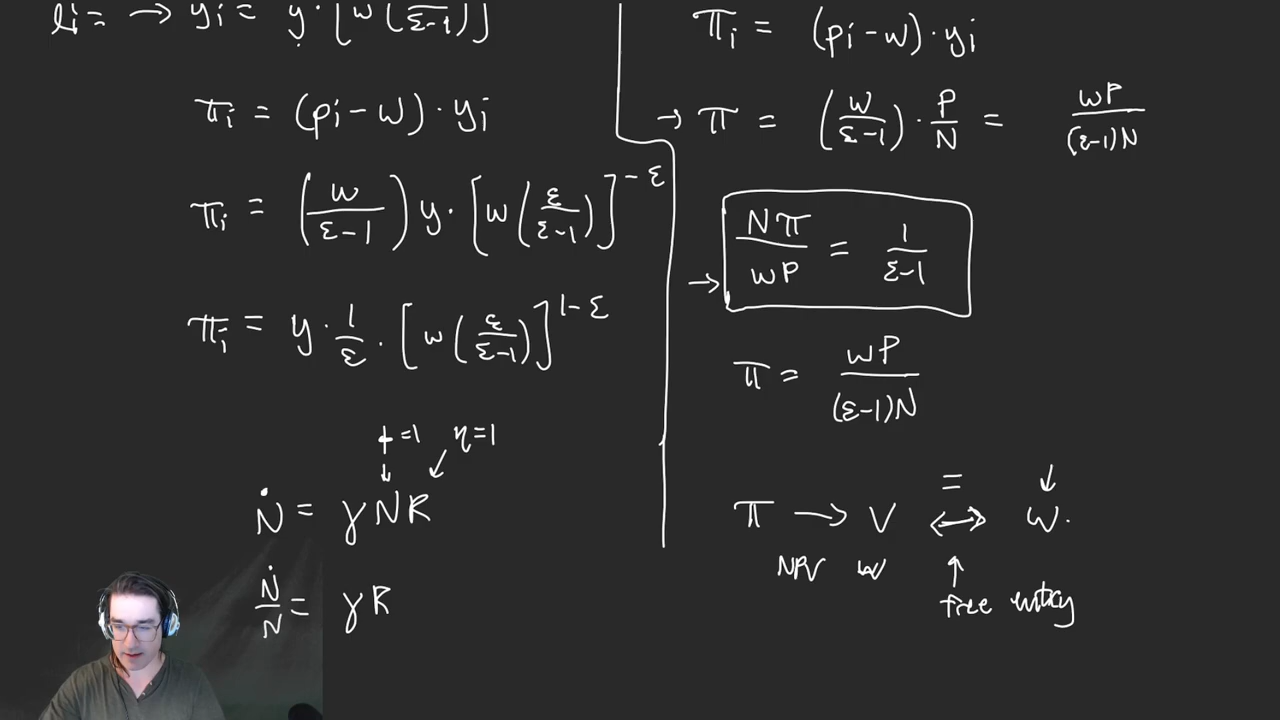 li = → yi = y · [w(ε/ε-1)]
πi = (pi - w) · yi
πi = (w/ε-1) y · [w(ε/ε-1)]^-ε
πi = y · 1/ε · [w(ε/ε-1)]^1-ε
+=1 η=1
Ṅ = γNR
Ṅ/N = γR
πi = (pi - w) · yi
→ π = (w/ε-1) · P/N = wP/(ε-1)N
→ Nπ/wP = 1/ε-1
π = wP/(ε-1)N
= ↓
π → V ↔ w.
↑
free entry